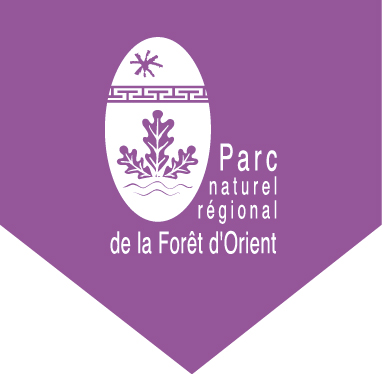 Parc
naturel
régional
de la Forêt d'Orient